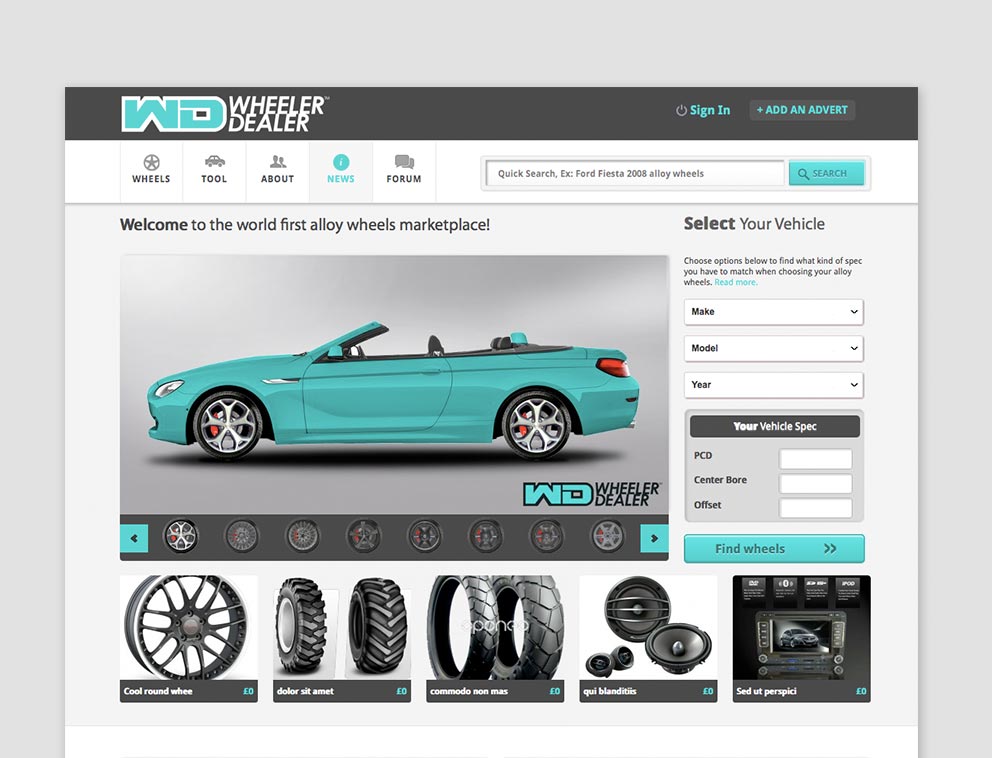 WD WHEELER DEALER™
Sign In
+ ADD AN ADVERT
WHEELS
TOOL
ABOUT
NEWS
FORUM
Quick Search, Ex: Ford Fiesta 2008 alloy wheels
SEARCH
Welcome to the world first alloy wheels marketplace!
Select Your Vehicle
Choose options below to find what kind of spec
you have to match when choosing your alloy
wheels. Read more.
Make
Model
Year
Your Vehicle Spec
PCD
Center Bore
Offset
Find wheels
WD WHEELER DEALER™
Cool round whee £0
dolor sit amet £0
commodo non mas £0
qui blanditiis £0
Sed ut perspici £0